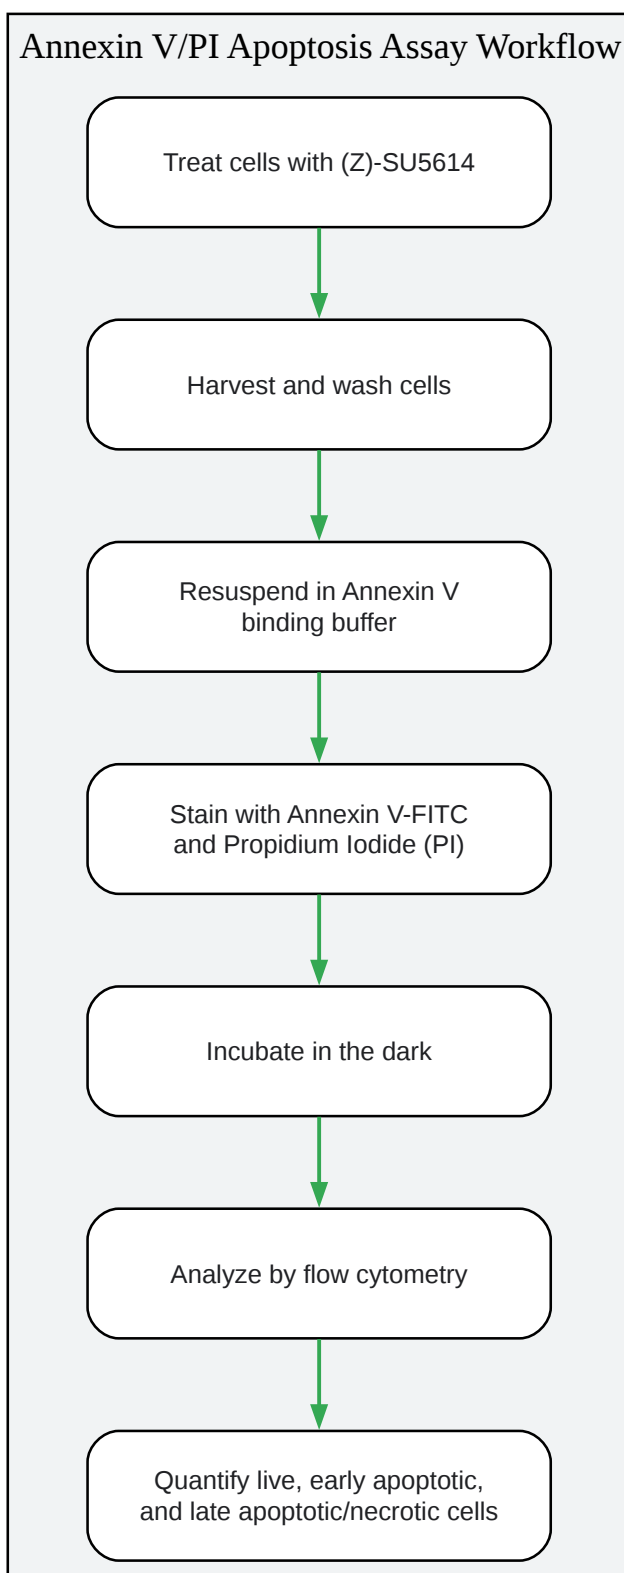 Annexin V/PI Apoptosis Assay Workflow
Treat cells with (Z)-SU5614
Harvest and wash cells
Resuspend in Annexin V
binding buffer
Stain with Annexin V-FITC
and Propidium Iodide (PI)
Incubate in the dark
Analyze by flow cytometry
Quantify live, early apoptotic,
and late apoptotic/necrotic cells